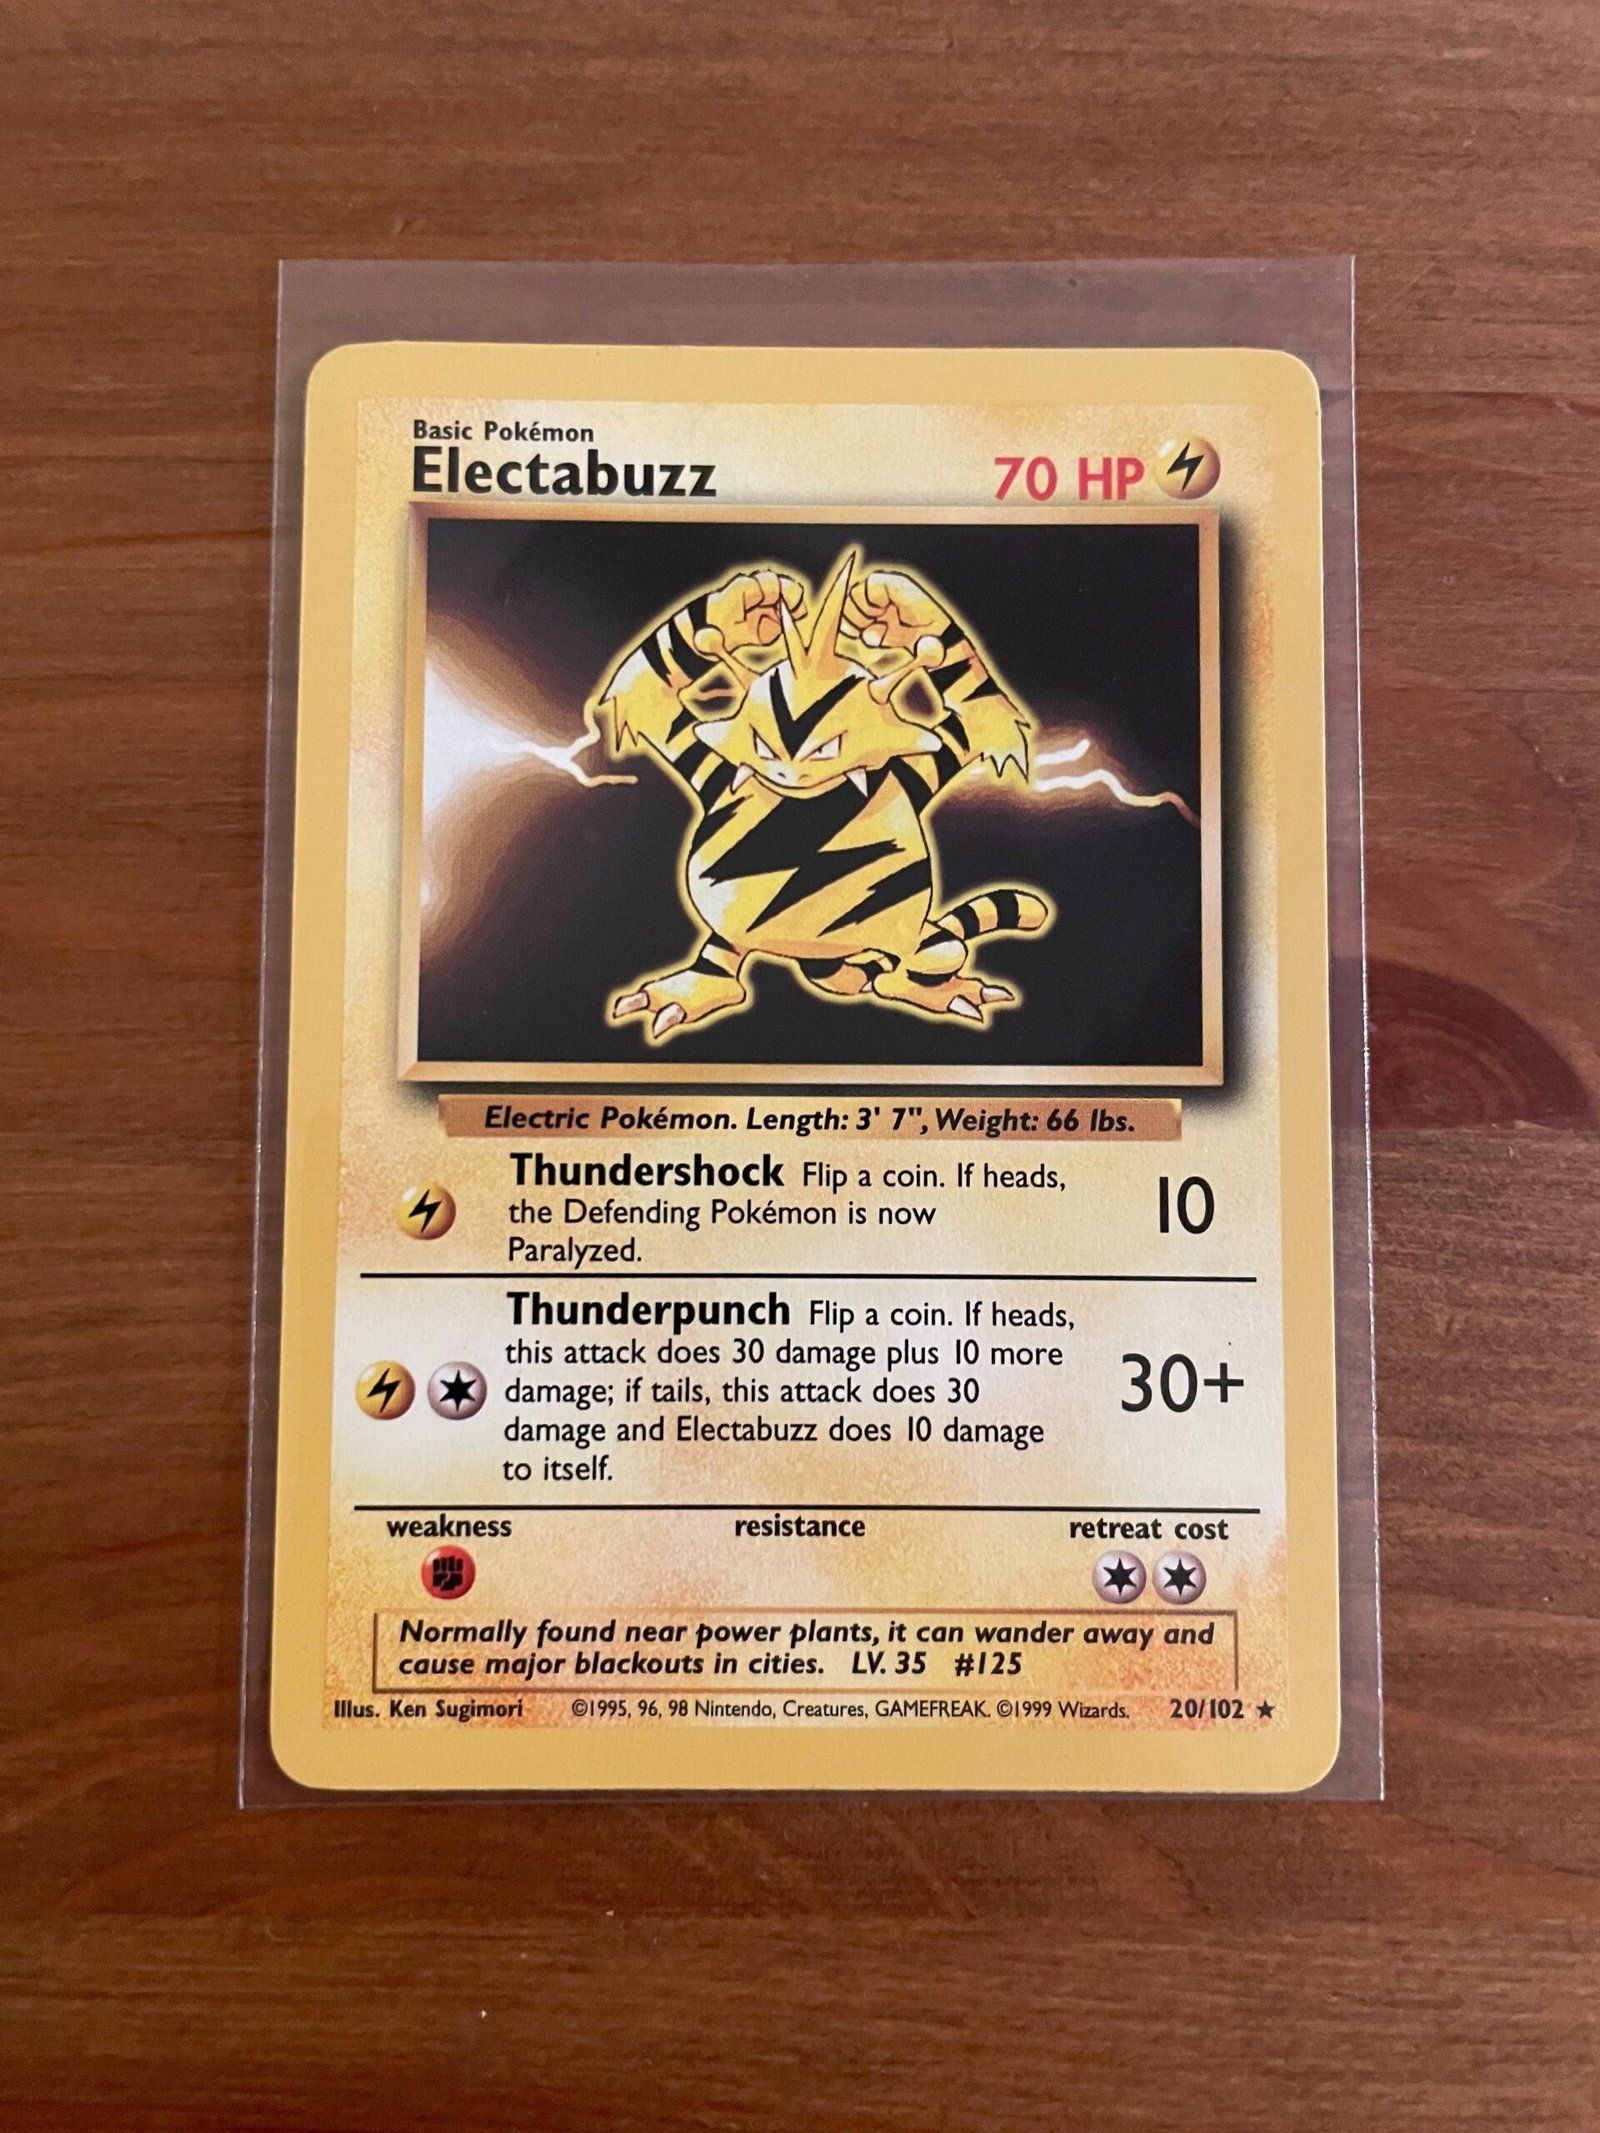 Basic Pokémon
Electabuzz 70 HP
Electric Pokémon. Length: 3' 7", Weight: 66 lbs.
Thundershock Flip a coin. If heads,
the Defending Pokémon is now
Paralyzed.
10
Thunderpunch Flip a coin. If heads,
this attack does 30 damage plus 10 more
damage; if tails, this attack does 30
damage and Electabuzz does 10 damage
to itself.
30+
weakness resistance retreat cost
Normally found near power plants, it can wander away and
cause major blackouts in cities. LV. 35 #125
Illus. Ken Sugimori ©1995, 96, 98 Nintendo, Creatures, GAMEFREAK. ©1999 Wizards. 20/102 ★